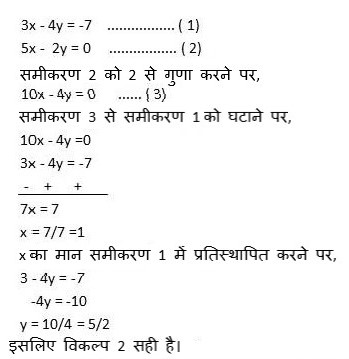 3x - 4y = -7 ................. ( 1)
5x - 2y = 0 ................. ( 2)
समीकरण 2 को 2 से गुणा करने पर,
10x - 4y = 0 ...... ( 3)
समीकरण 3 से समीकरण 1 को घटाने पर,
10x - 4y =0
3x - 4y = -7
- + +
7x = 7
x = 7/7 =1
x का मान समीकरण 1 में प्रतिस्थापित करने पर,
3 - 4y = -7
-4y = -10
y = 10/4 = 5/2
इसलिए विकल्प 2 सही है।